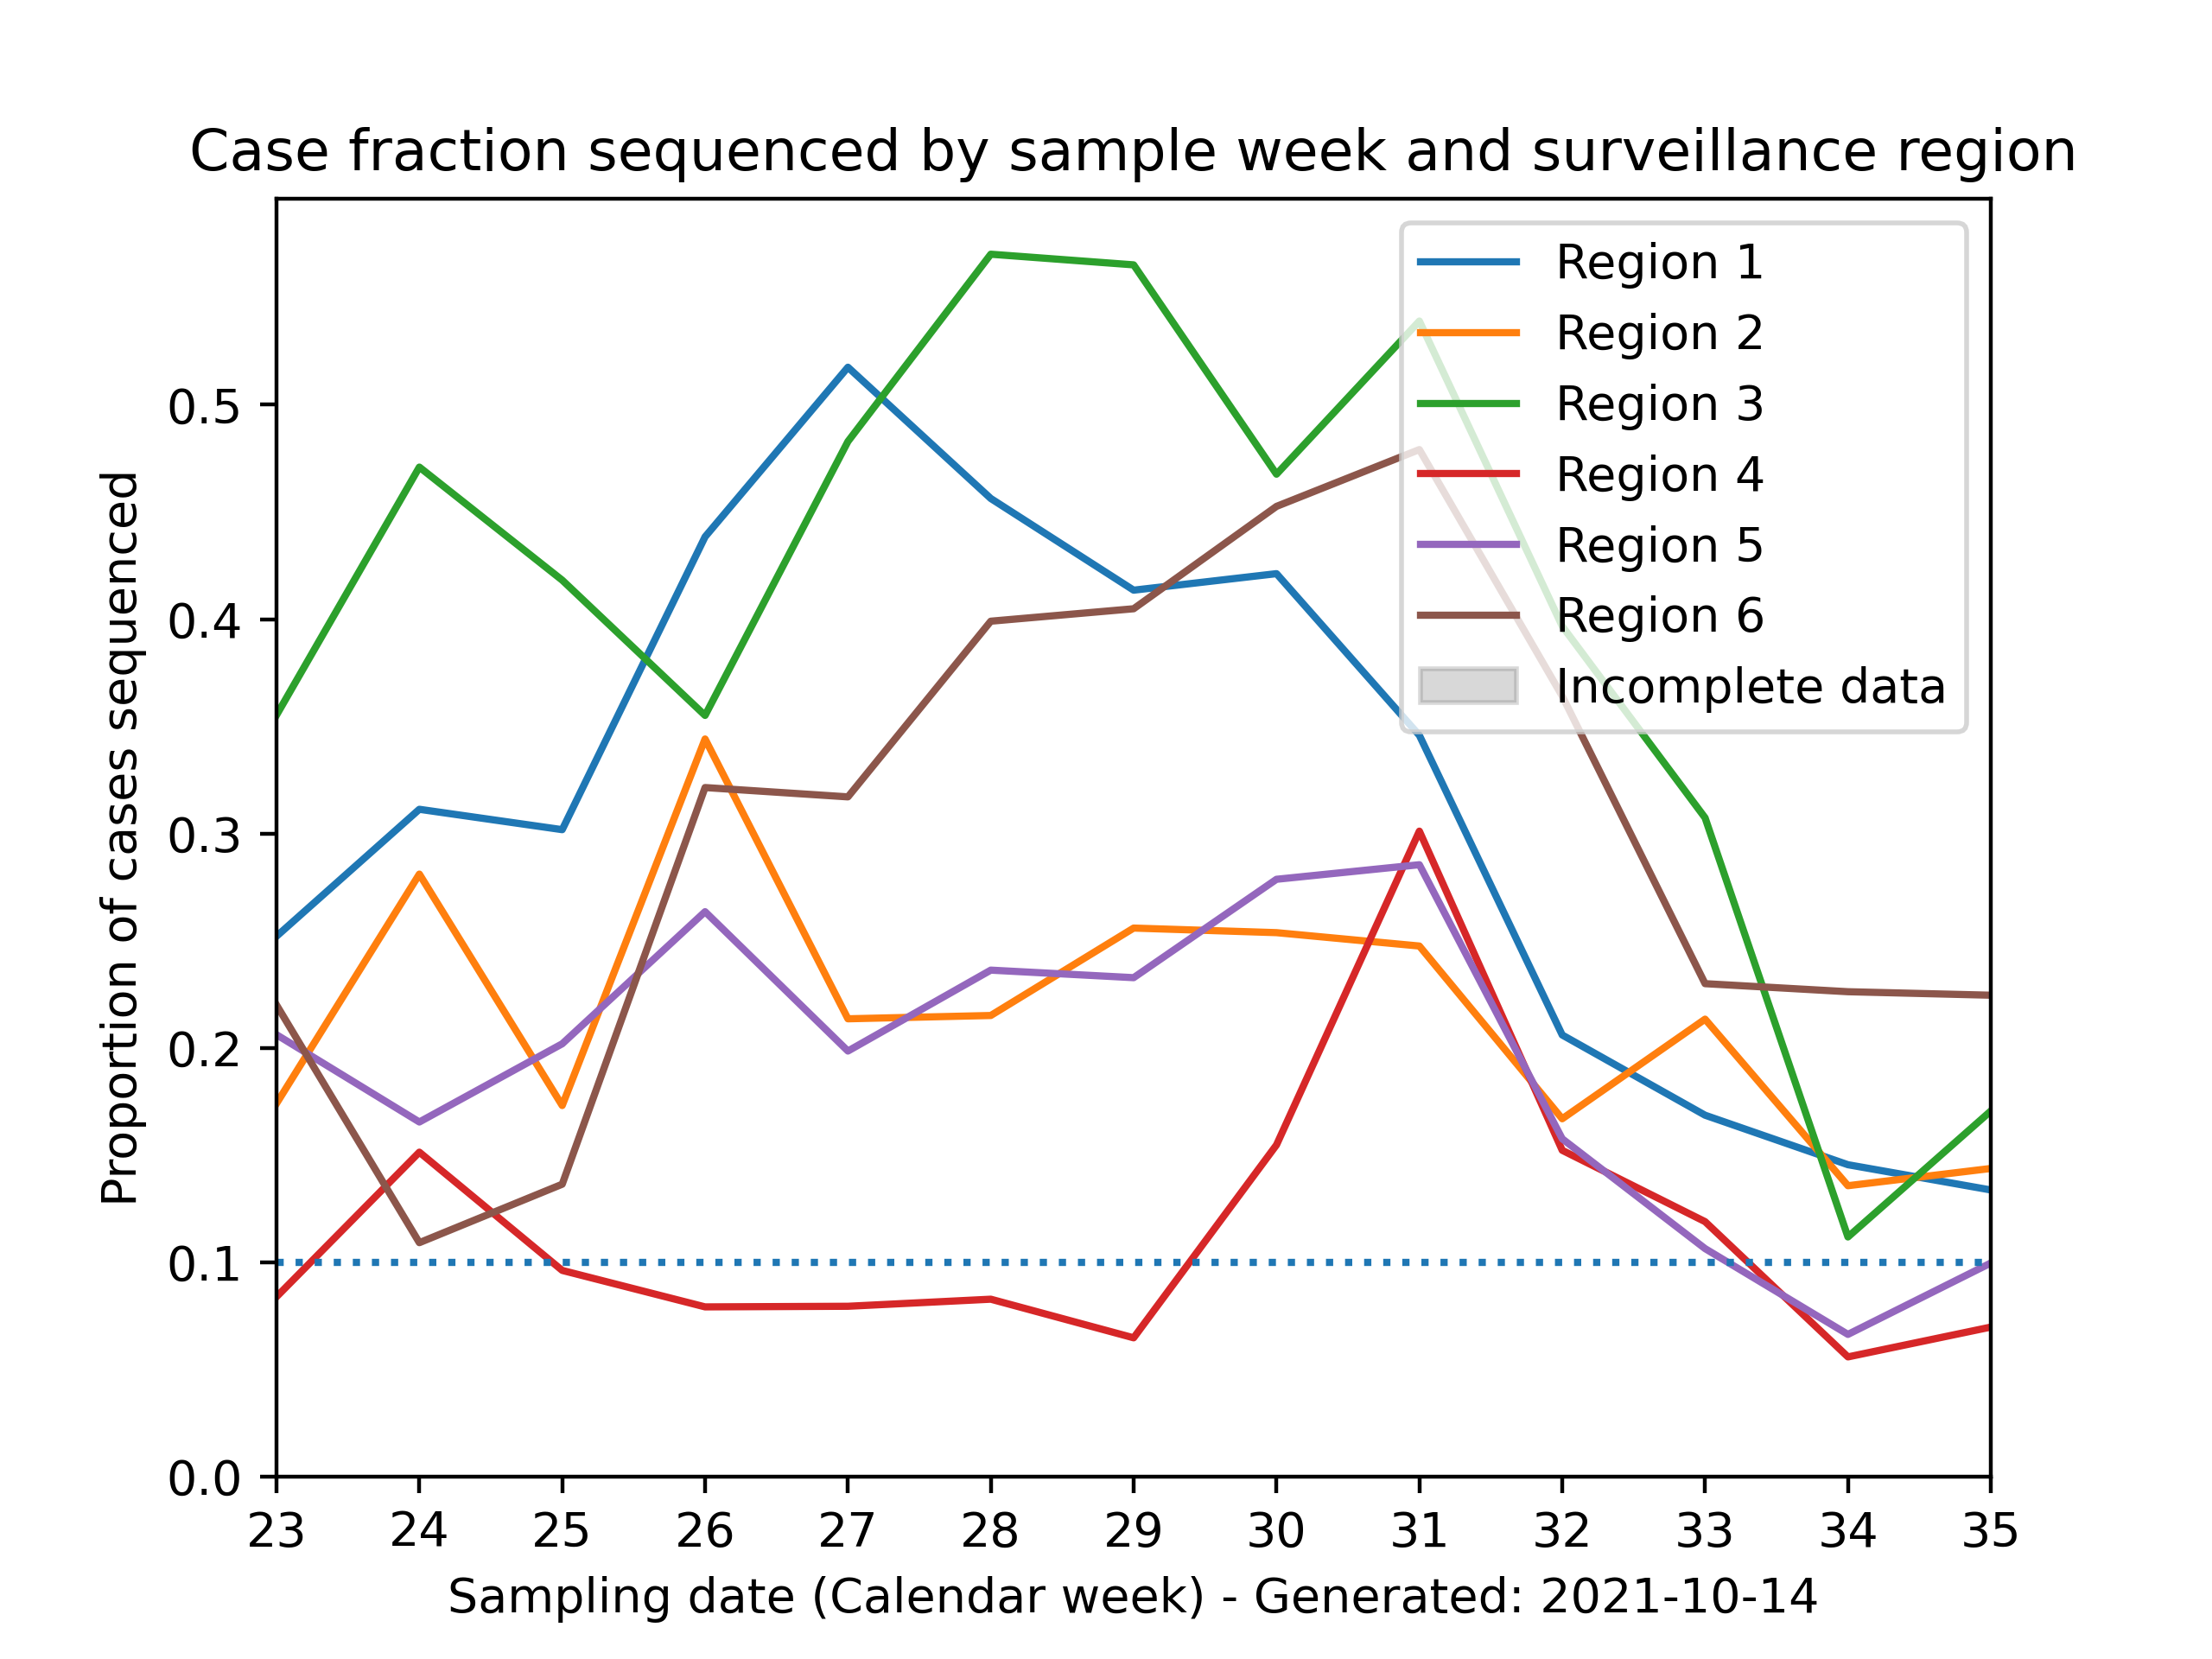 Case fraction sequenced by sample week and surveillance region
Region 1
Region 2
Region 3
Region 4
Region 5
Region 6
Incomplete data
Proportion of cases sequenced
0.5
0.4
0.3
0.2
0.1
0.0
23 24 25 26 27 28 29 30 31 32 33 34 35
Sampling date (Calendar week) - Generated: 2021-10-14